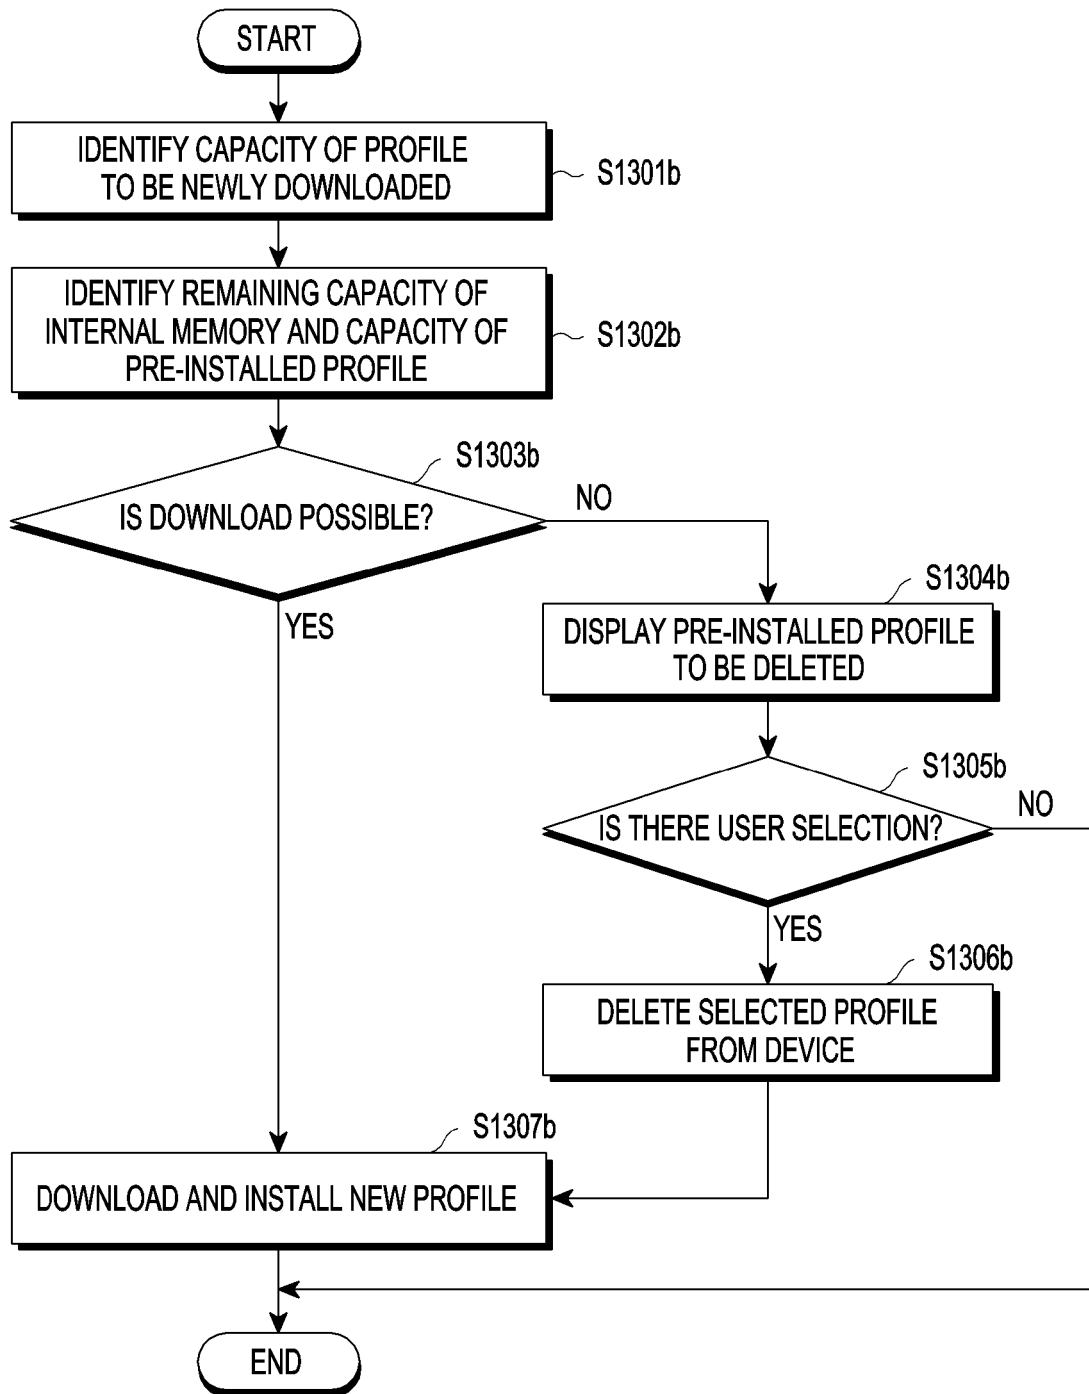 START
IDENTIFY CAPACITY OF PROFILE
TO BE NEWLY DOWNLOADED
S1301b
IDENTIFY REMAINING CAPACITY OF
INTERNAL MEMORY AND CAPACITY OF
PRE-INSTALLED PROFILE
S1302b
S1303b
IS DOWNLOAD POSSIBLE?
NO
YES
S1304b
DISPLAY PRE-INSTALLED PROFILE
TO BE DELETED
S1305b
IS THERE USER SELECTION?
NO
YES
S1306b
DELETE SELECTED PROFILE
FROM DEVICE
S1307b
DOWNLOAD AND INSTALL NEW PROFILE
END